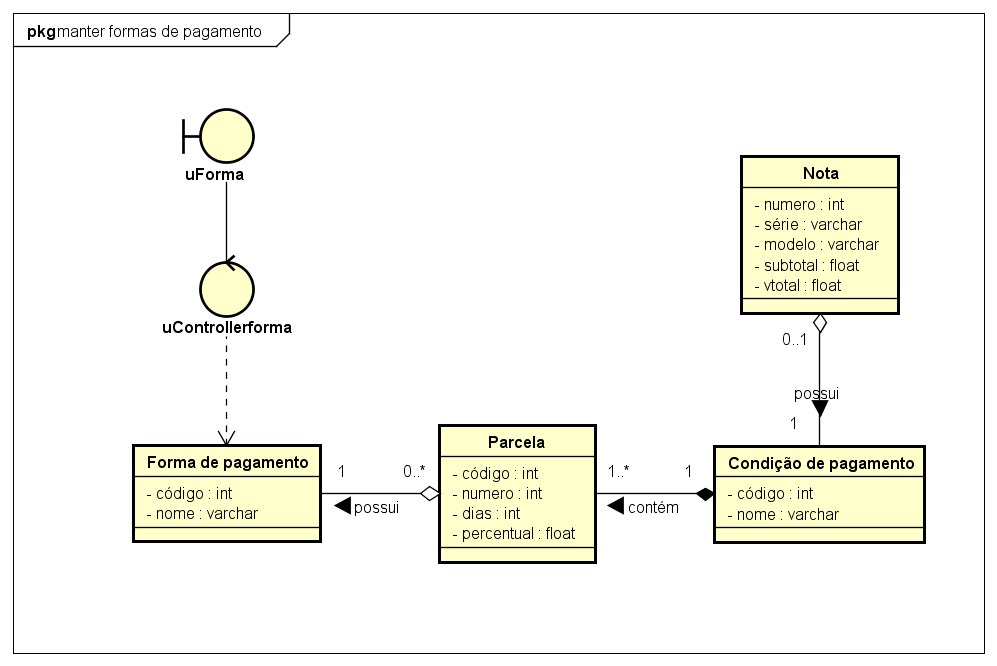 pkg manter formas de pagamento
uForma
uControllerforma
Nota
- numero : int
- série : varchar
- modelo : varchar
- subtotal : float
- vtotal : float
0..1
possui
1
Forma de pagamento
- código : int
- nome : varchar
1
0..*
possui
Parcela
- código : int
- numero : int
- dias : int
- percentual : float
1..*
1
contém
Condição de pagamento
- código : int
- nome : varchar